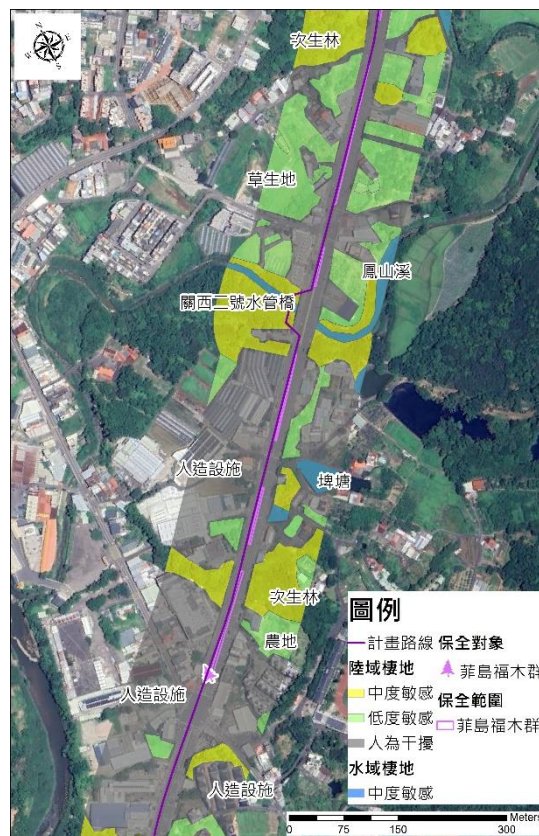 次生林
草生地
鳳山溪
關西二號水管橋
人造設施
埤塘
次生林
農地
人造設施
人造設施
圖例
計畫路線
陸域棲地
中度敏感
低度敏感
人為干擾
水域棲地
中度敏感
保全對象
菲島福木群
保全範圍
菲島福木群
Meters
0 75 150 300